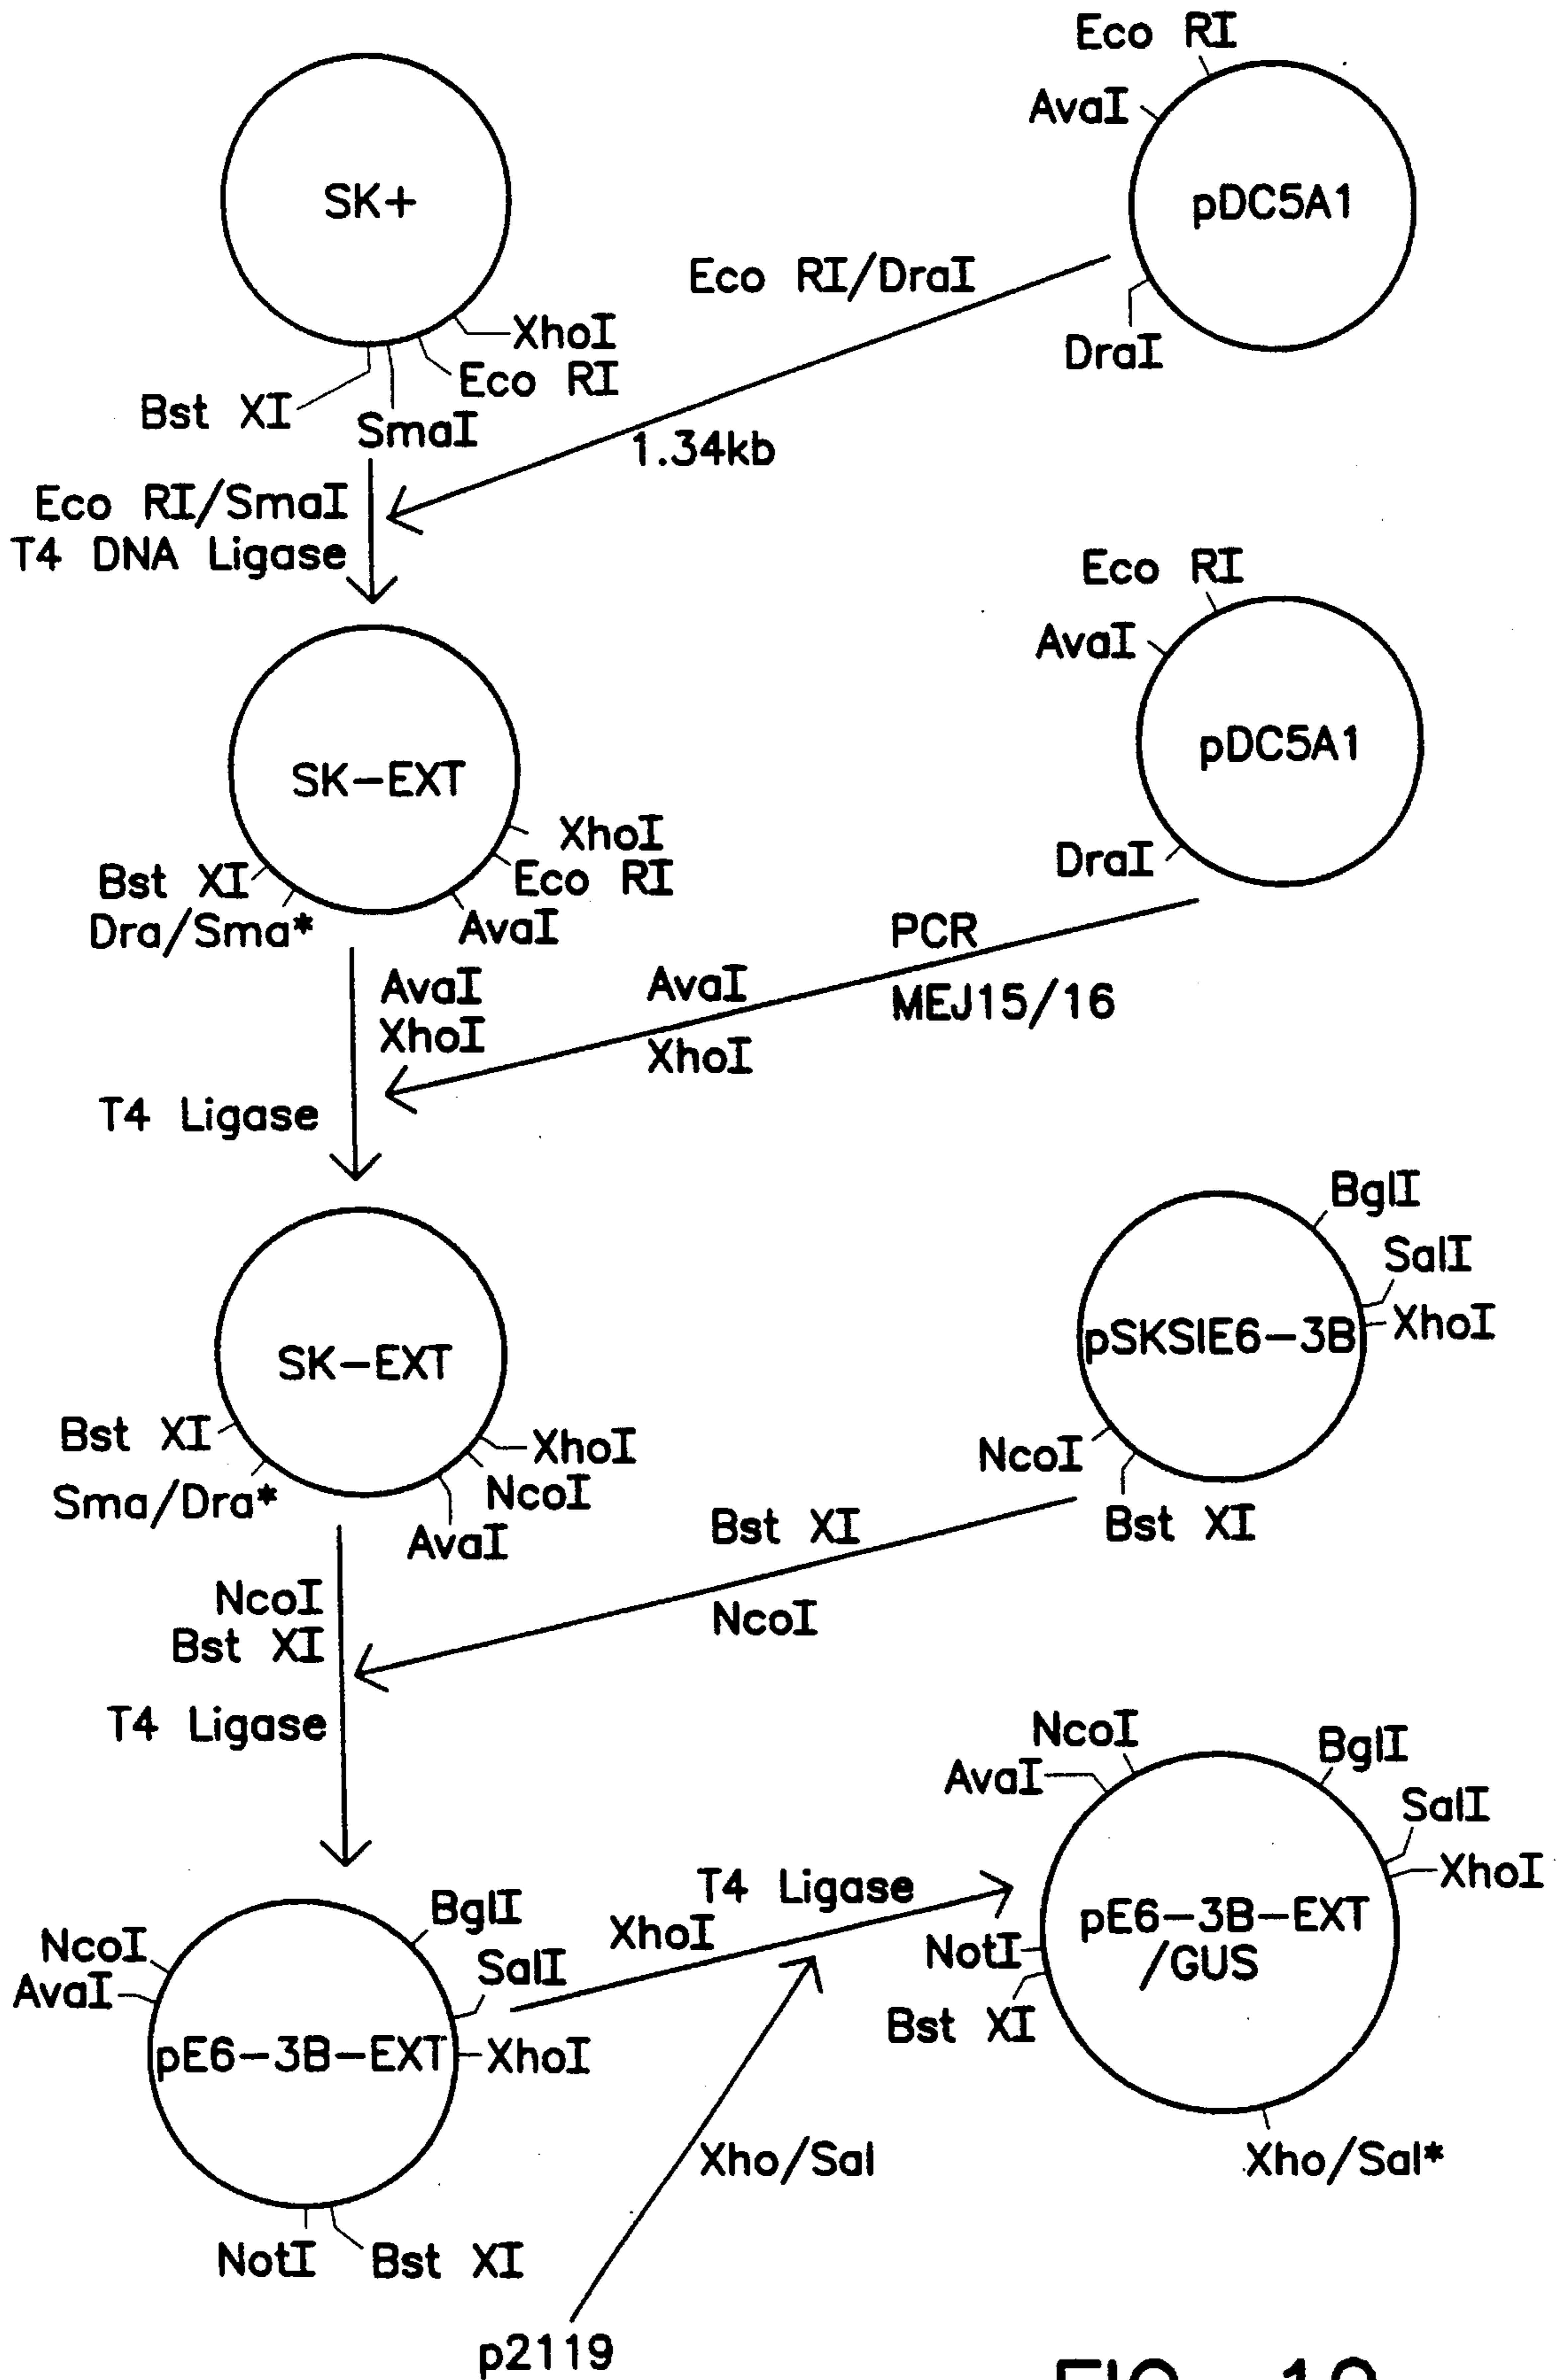 Eco RI
AvaI
SK+
pDC5A1
Eco RI/DraI
XhoI
DraI
Eco RI
Bst XI
SmaI
1.34kb
Eco RI/SmaI
T4 DNA Ligase
Eco RI
AvaI
SK-EXT
pDC5A1
XhoI
DraI
Bst XI
Eco RI
Dra/Sma*
AvaI
PCR
AvaI
AvaI
MEJ15/16
XhoI
XhoI
T4 Ligase
BglI
SalI
XhoI
pSKSIE6-3B
SK-EXT
Bst XI
XhoI
NcoI
NcoI
Sma/Dra*
AvaI
Bst XI
Bst XI
NcoI
NcoI
Bst XI
T4 Ligase
NcoI
BglI
AvaI
SalI
XhoI
T4 Ligase
BglI
XhoI
pE6-3B-EXT
/GUS
NcoI
NotI
SalI
AvaI
Bst XI
pE6-3B-EXT
XhoI
Xho/Sal
Xho/Sal*
NotI
Bst XI
p2119